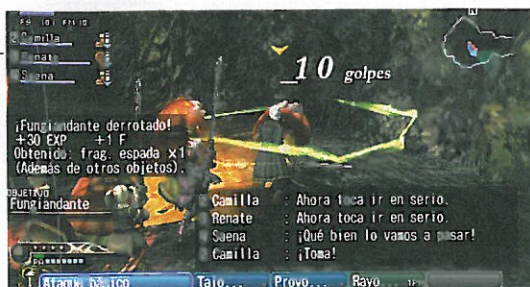 Camilla
Renate
Saena
10 golpes
¡Fungiandante derrotado!
+30 EXP +1 F
Obtenido: frag. espada ×1
(Además de otros objetos).
OBJETIVO
Fungiandante
Camilla : Ahora toca ir en serio.
Renate : Ahora toca ir en serio.
Saena : ¡Qué bien lo vamos a pasar!
Camilla : ¡Toma!
Ataque básico Tajo... Provo... Rayo...